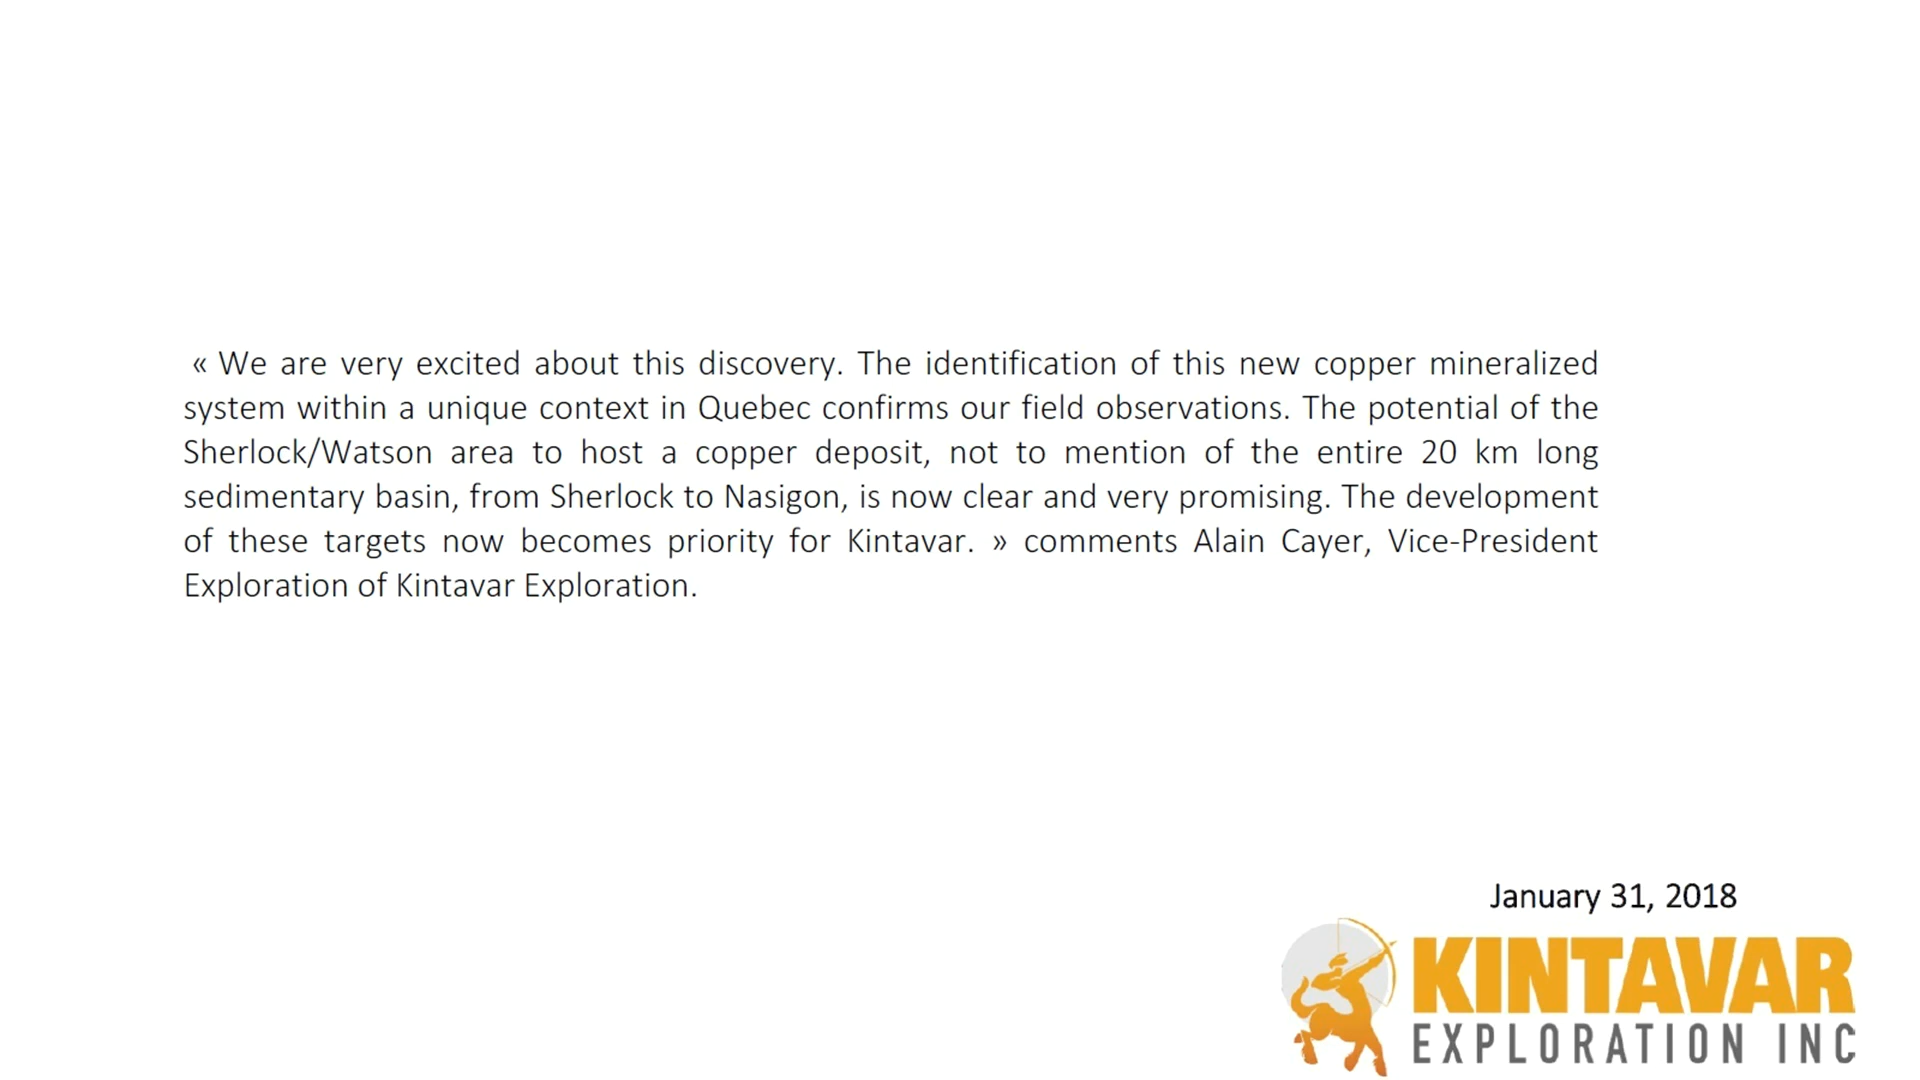 « We are very excited about this discovery. The identification of this new copper mineralized
system within a unique context in Quebec confirms our field observations. The potential of the
Sherlock/Watson area to host a copper deposit, not to mention of the entire 20 km long
sedimentary basin, from Sherlock to Nasigon, is now clear and very promising. The development
of these targets now becomes priority for Kintavar. » comments Alain Cayer, Vice-President
Exploration of Kintavar Exploration.
January 31, 2018
KINTAVAR
EXPLORATION INC